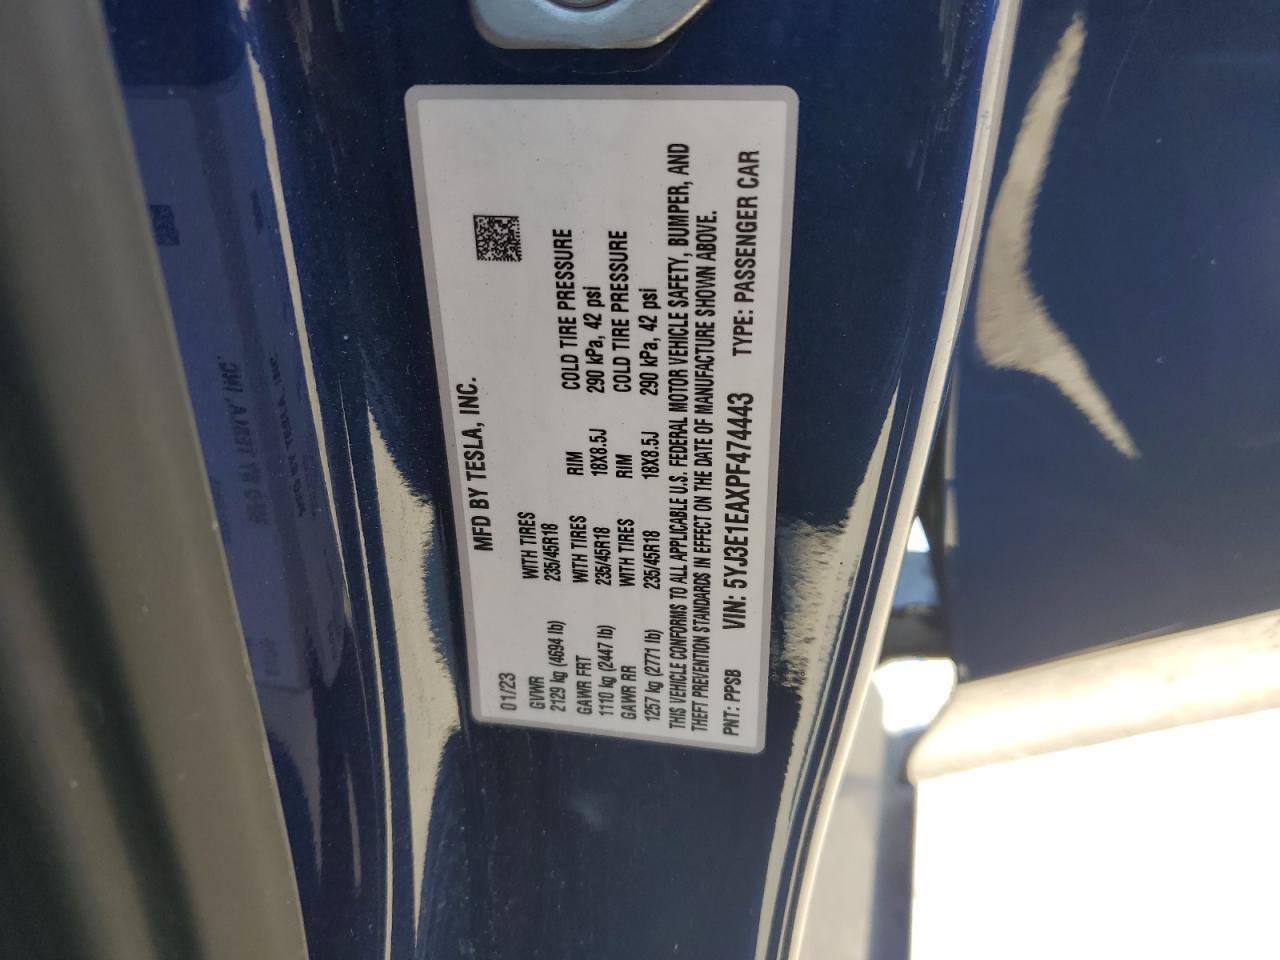 MFD BY TESLA, INC.
01/23
GVWR WITH TIRES RIM COLD TIRE PRESSURE
2129 kg (4694 lb) 235/45R18
GAWR FRT WITH TIRES RIM COLD TIRE PRESSURE
1110 kg (2447 lb) 235/45R18 18X8.5J 290 kPa, 42 psi
GAWR RR WITH TIRES RIM COLD TIRE PRESSURE
1257 kg (2771 lb) 235/45R18 18X8.5J 290 kPa, 42 psi
THIS VEHICLE CONFORMS TO ALL APPLICABLE U.S. FEDERAL MOTOR VEHICLE SAFETY, BUMPER, AND
THEFT PREVENTION STANDARDS IN EFFECT ON THE DATE OF MANUFACTURE SHOWN ABOVE.
PNT: PPSB VIN: 5YJ3E1EAXPF474443 TYPE: PASSENGER CAR